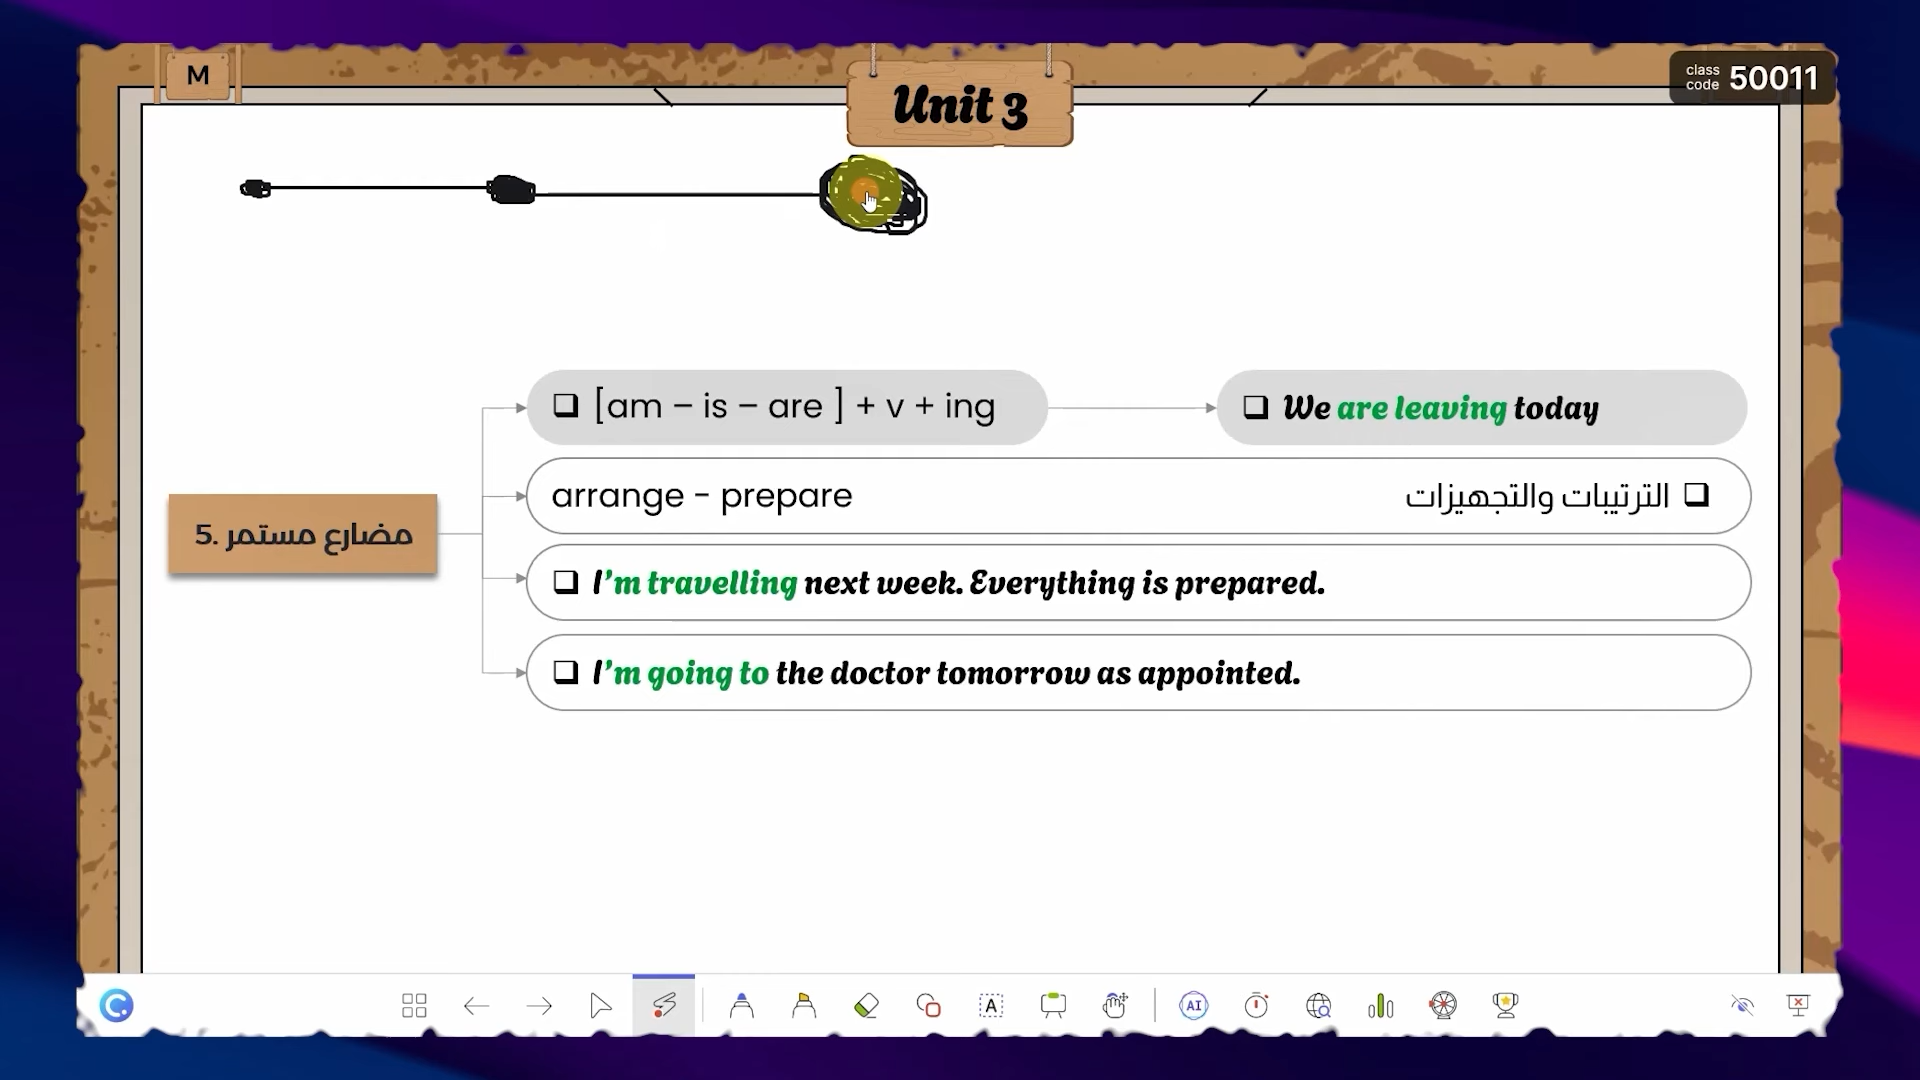 M
Unit 3
class code 50011
❑ [am – is – are ] + v + ing
❑ We are leaving today
arrange - prepare
❑ الترتيبات والتجهيزات
5. مضارع مستمر
❑ I'm travelling next week. Everything is prepared.
❑ I'm going to the doctor tomorrow as appointed.
A
AI